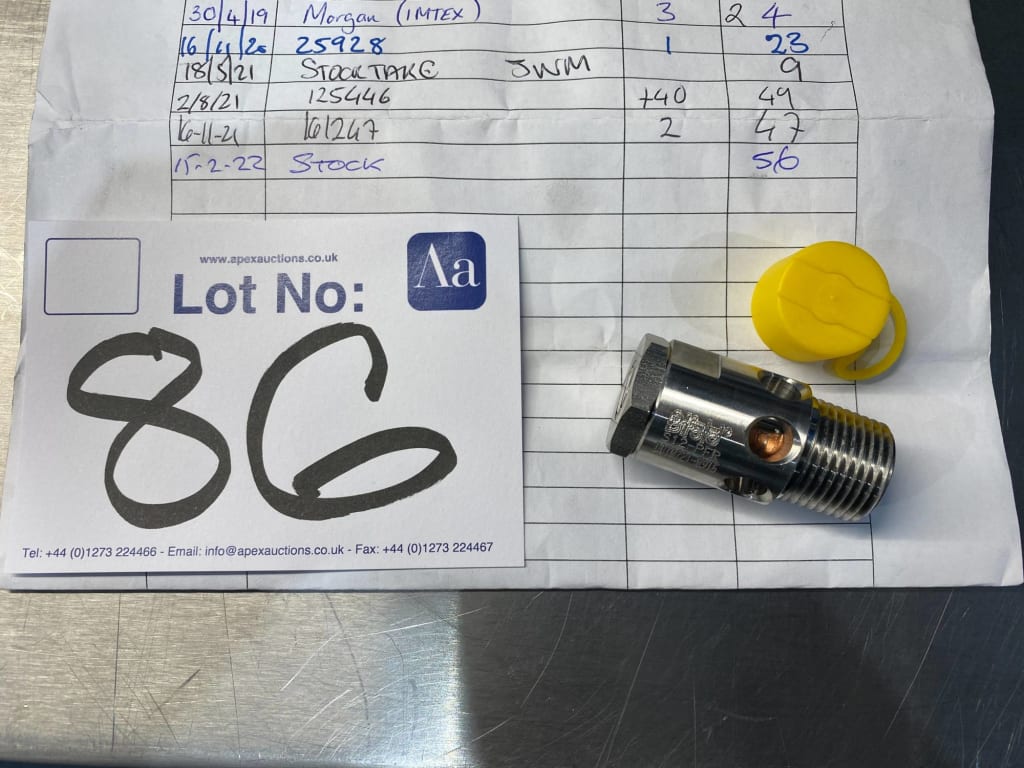 30/4/19 Morgan (IMTEX) 3 24
16/11/20 25928 1 23
18/5/21 STOCKTAKE JWM 9
2/8/21 125446 +40 49
16-11-21 161247 2 47
15-2-22 STOCK 56
www.apexauctions.co.uk
Aa
Lot No:
86
Tel: +44 (0)1273 224466 - Email: info@apexauctions.co.uk - Fax: +44 (0)1273 224467